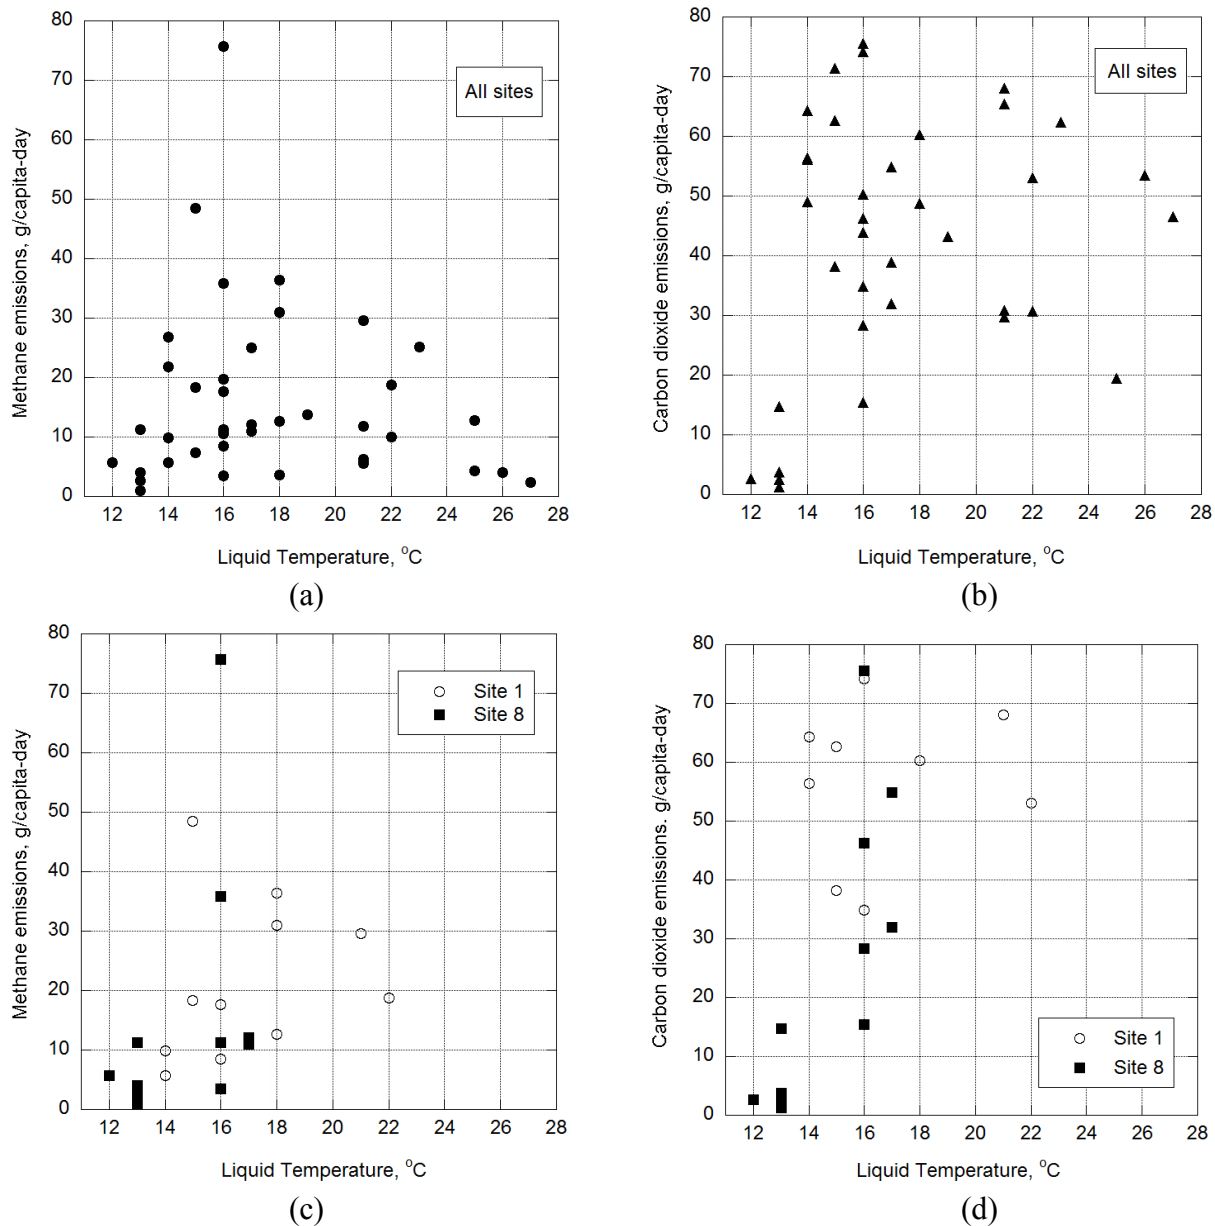 80
70
60
50
40
30
20
10
0
Methane emissions, g/capita-day
All sites
12 14 16 18 20 22 24 26 28
Liquid Temperature, °C
(a)
80
70
60
50
40
30
20
10
0
Carbon dioxide emissions, g/capita-day
All sites
12 14 16 18 20 22 24 26 28
Liquid Temperature, °C
(b)
80
70
60
50
40
30
20
10
0
Methane emissions, g/capita-day
Site 1
Site 8
12 14 16 18 20 22 24 26 28
Liquid Temperature, °C
(c)
80
70
60
50
40
30
20
10
0
Carbon dioxide emissions. g/capita-day
Site 1
Site 8
12 14 16 18 20 22 24 26 28
Liquid Temperature, °C
(d)